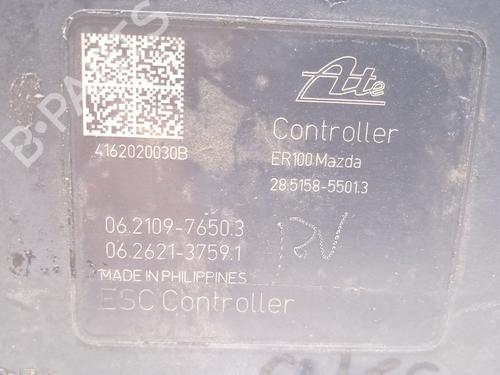 Ate
4162020030B
Controller
ER100 Mazda
28.5158-5501.3
06.2109-7650.3
06.2621-3759.1
MADE IN PHILIPPINES
ESC Controller
B-PARTS